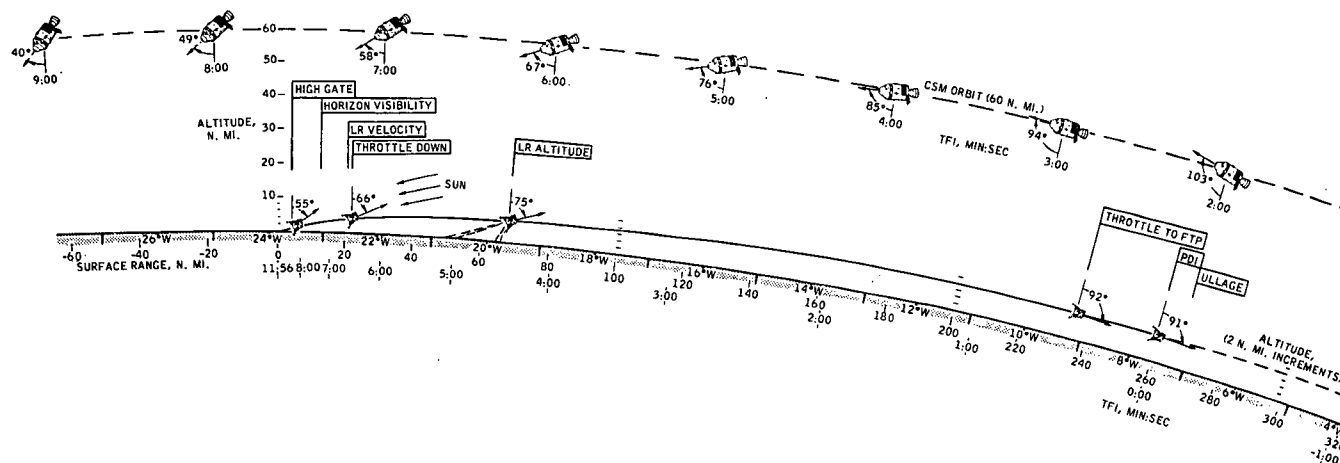 40°
9:00
49°
8:00
58°
7:00
67°
6:00
76°
5:00
85°
4:00
94°
3:00
103°
2:00
CSM ORBIT (60 N. MI.)
TFI, MIN:SEC
60
50
40
30
20
10
ALTITUDE,
N. MI.
HIGH GATE
HORIZON VISIBILITY
LR VELOCITY
THROTTLE DOWN
LR ALTITUDE
SUN
55°
66°
75°
THROTTLE TO FTP
PDI
ULLAGE
92°
91°
ALTITUDE,
(2 N. MI. INCREMENTS)
26°W 24°W 22°W 20°W 18°W 16°W 14°W 12°W 10°W 8°W 6°W 4°W
-60 -40 -20 0 20 40 60 80 100 120 140 160 180 200 220 240 260 280 300 320
SURFACE RANGE, N. MI.
11:56 8:00 7:00 6:00 5:00 4:00 3:00 2:00 1:00 0:00 -1:00
TFI, MIN:SEC